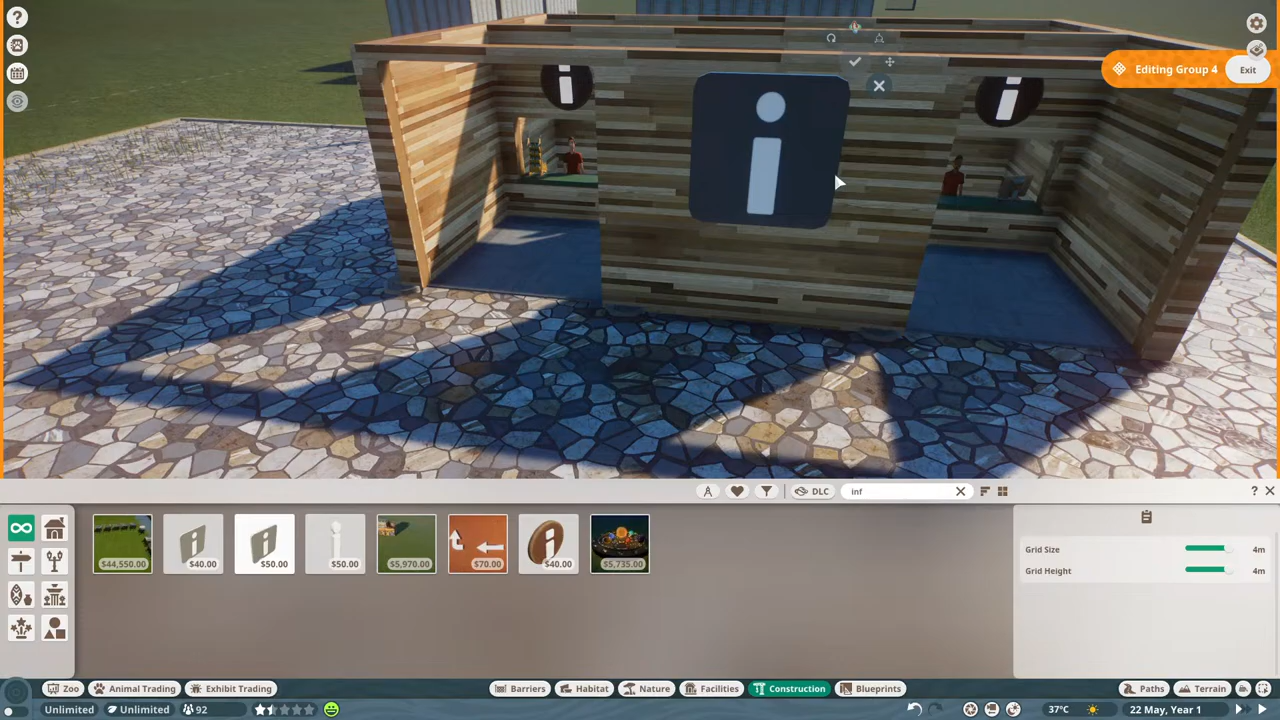 ?
Editing Group 4
Exit
i
i
i
DLC
inf
?
$44,550.00
$40.00
$50.00
$50.00
$5,970.00
$70.00
$40.00
$5,735.00
Grid Size
4m
Grid Height
4m
Zoo
Animal Trading
Exhibit Trading
Barriers
Habitat
Nature
Facilities
Construction
Blueprints
Paths
Terrain
Unlimited
Unlimited
92
37°C
22 May, Year 1